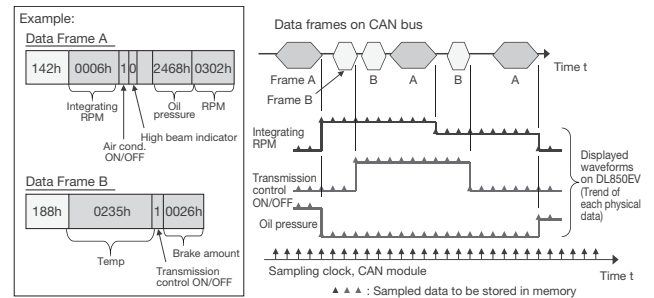 Example:
Data Frame A
142h 0006h 1 0 2468h 0302h
Integrating
RPM
Oil
pressure
RPM
High beam indicator
Air cond.
ON/OFF
Data Frame B
188h 0235h 1 0026h
Temp
Brake amount
Transmission
control ON/OFF
Data frames on CAN bus
Time t
Frame A B A B A
Frame B
Integrating
RPM
Transmission
control
ON/OFF
Oil pressure
Displayed
waveforms
on DL850EV
(Trend of
each physical
data)
Sampling clock, CAN module
Time t
: Sampled data to be stored in memory